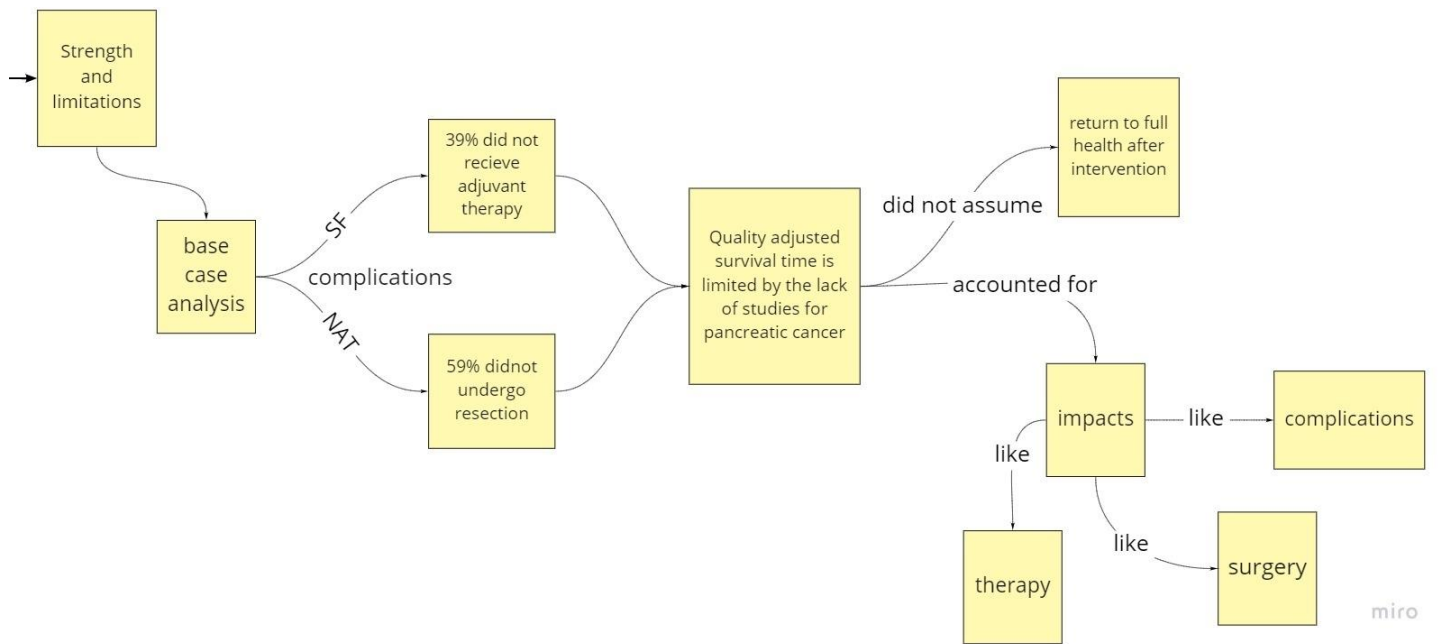 Strength
and
limitations
base
case
analysis
SF
complications
NAT
39% did not
recieve
adjuvant
therapy
59% didnot
undergo
resection
Quality adjusted
survival time is
limited by the lack
of studies for
pancreatic cancer
did not assume
return to full
health after
intervention
accounted for
impacts
like
complications
like
therapy
like
surgery
miro